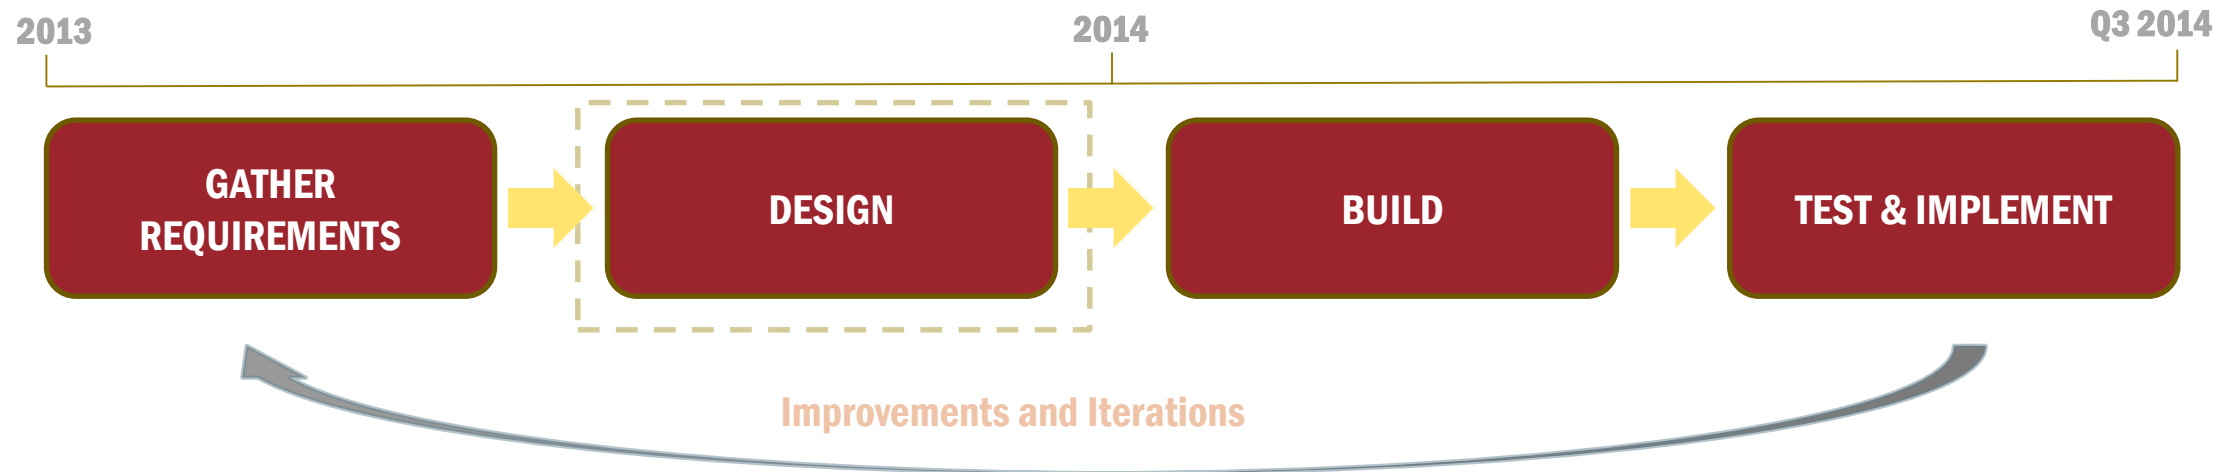 2013
2014
Q3 2014
GATHER
REQUIREMENTS
DESIGN
BUILD
TEST & IMPLEMENT
Improvements and Iterations